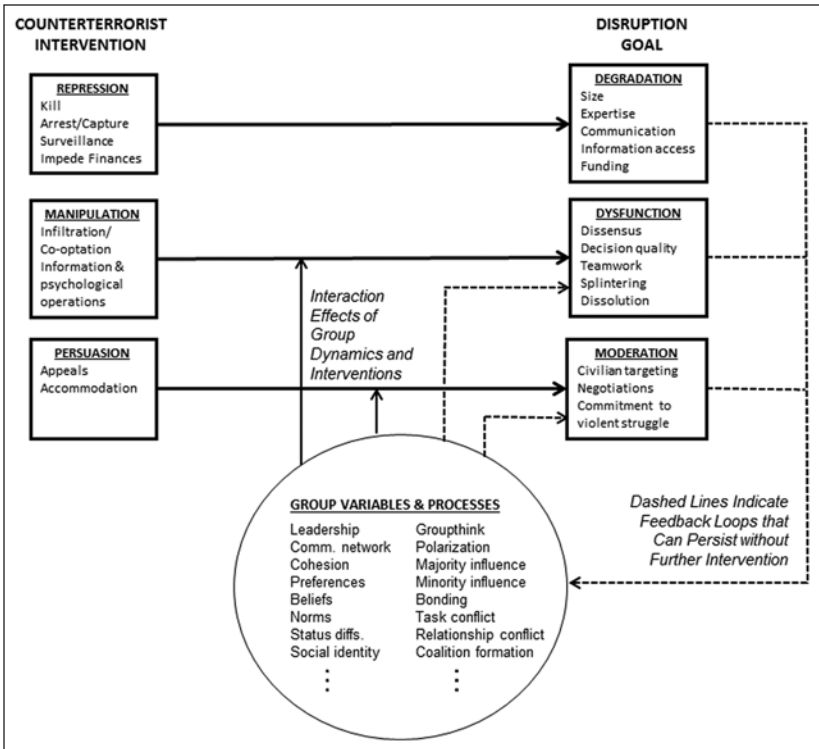 COUNTERTERRORIST
INTERVENTION
DISRUPTION
GOAL
REPRESSION
Kill
Arrest/Capture
Surveillance
Impede Finances
DEGRADATION
Size
Expertise
Communication
Information access
Funding
MANIPULATION
Infiltration/
Co-optation
Information &
psychological
operations
DYSFUNCTION
Dissensus
Decision quality
Teamwork
Splintering
Dissolution
Interaction
Effects of
Group
Dynamics and
Interventions
PERSUASION
Appeals
Accommodation
MODERATION
Civilian targeting
Negotiations
Commitment to
violent struggle
GROUP VARIABLES & PROCESSES
Leadership
Comm. network
Cohesion
Preferences
Beliefs
Norms
Status diffs.
Social identity
Groupthink
Polarization
Majority influence
Minority influence
Bonding
Task conflict
Relationship conflict
Coalition formation
Dashed Lines Indicate
Feedback Loops that
Can Persist without
Further Intervention